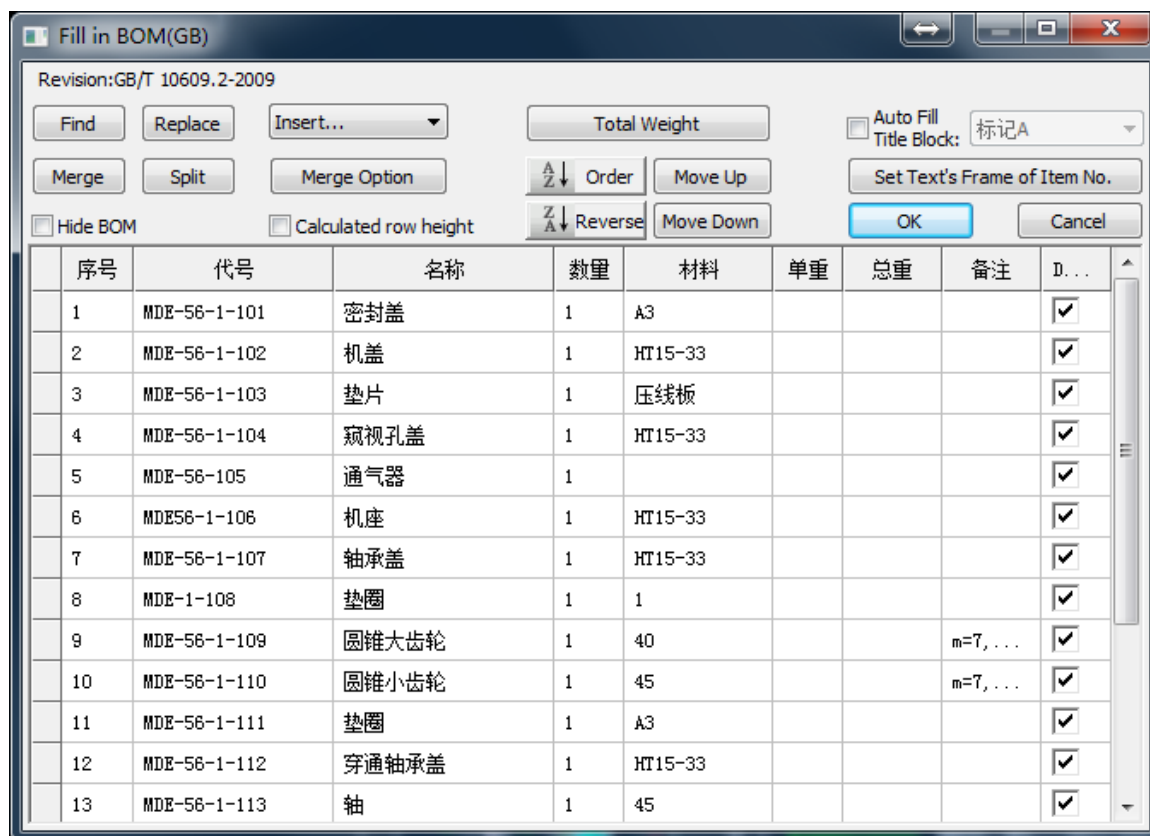 Fill in BOM(GB)
Revision:GB/T 10609.2-2009
Find Replace Insert... Total Weight Auto Fill Title Block: 标记A
Merge Split Merge Option Order Move Up Set Text's Frame of Item No.
Hide BOM Calculated row height Reverse Move Down OK Cancel
序号 代号 名称 数量 材料 单重 总重 备注 D...
1 MDE-56-1-101 密封盖 1 A3
2 MDE-56-1-102 机盖 1 HT15-33
3 MDE-56-1-103 垫片 1 压线板
4 MDE-56-1-104 窥视孔盖 1 HT15-33
5 MDE-56-105 通气器 1
6 MDE56-1-106 机座 1 HT15-33
7 MDE-56-1-107 轴承盖 1 HT15-33
8 MDE-1-108 垫圈 1 1
9 MDE-56-1-109 圆锥大齿轮 1 40 m=7,...
10 MDE-56-1-110 圆锥小齿轮 1 45 m=7,...
11 MDE-56-1-111 垫圈 1 A3
12 MDE-56-1-112 穿通轴承盖 1 HT15-33
13 MDE-56-1-113 轴 1 45